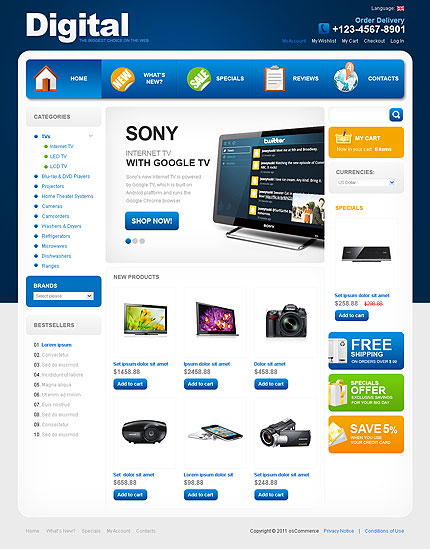 Language:
Digital
THE BIGGEST CHOICE ON THE WEB
Order Delivery
+123-4567-8901
My Account My Wishlist My Cart Checkout Log In
HOME
WHAT'S NEW?
SPECIALS
REVIEWS
CONTACTS
NEW
SALE
CATEGORIES
TVs
Internet TV
LED TV
LCD TV
Blu-ray & DVD Players
Projectors
Home Theater Systems
Cameras
Camcorders
Washers & Dryers
Refrigerators
Microwaves
Dishwashers
Ranges
BRANDS
Select please
BESTSELLERS
01. Lorem ipsum
02. Consectetur
03. Sed do eiusmod
04. Incididuntutlabore
05. Magna aliqua
06. Ut enim ad minim
07. Euis nostrud
08. Consectetur
09. Sed do eiusmod
10. Consectetur
SONY
INTERNET TV
WITH GOOGLE TV
Sony's new Internet TV is powered
by Google TV, which is built on
Android platform and runs the
Google Chrome browser.
SHOP NOW!
twitter
SONY
NEW PRODUCTS
Set ipsum dolor sit amet
$1458.88
Add to cart
Ipsum dolor sit amet
$2458.88
Add to cart
Dolor sit amet
$458.88
Add to cart
Set dolor sit amet
$658.88
Add to cart
Lorem ipsum dolor sit
$98.88
Add to cart
Ipsum dolor sit amet
$248.88
Add to cart
MY CART
Now in your cart 0 items
CURRENCIES:
US Dollar
SPECIALS
Set ipsum dolor sit amet
$258.88 $298.88
Add to cart
FREE
SHIPPING
ON ORDERS OVER $99
SPECIALS
OFFER
EXCLUSIVE SAVINGS
FOR YOUR BIG DAY
SAVE 5%
WHEN YOU USE
YOUR CREDIT CARD
Home What's New? Specials My Account Contacts
Copyright © 2011 osCommerce Privacy Notice | Conditions Of Use